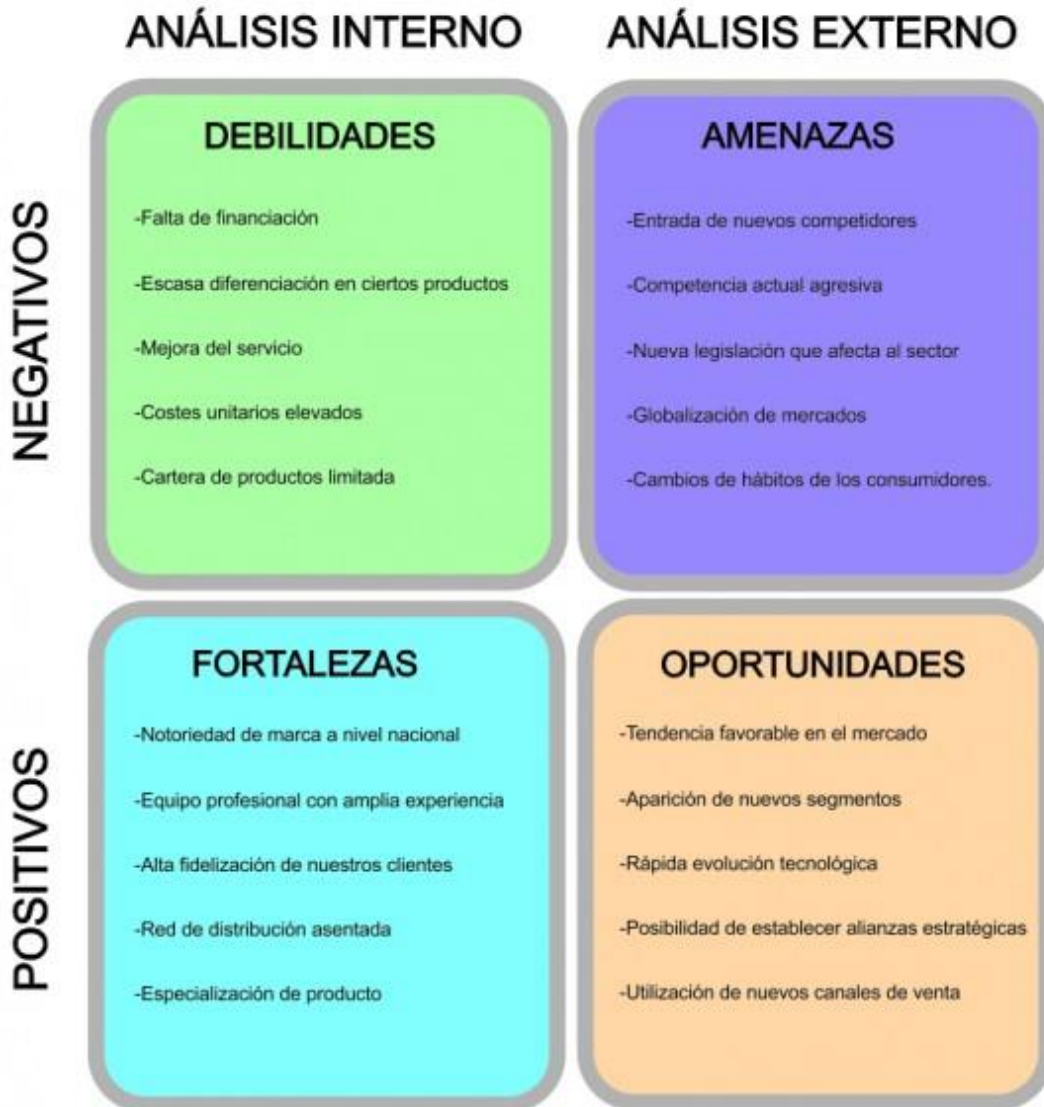 ANÁLISIS INTERNO
ANÁLISIS EXTERNO
NEGATIVOS
DEBILIDADES
-Falta de financiación
-Escasa diferenciación en ciertos productos
-Mejora del servicio
-Costes unitarios elevados
-Cartera de productos limitada
AMENAZAS
-Entrada de nuevos competidores
-Competencia actual agresiva
-Nueva legislación que afecta al sector
-Globalización de mercados
-Cambios de hábitos de los consumidores.
POSITIVOS
FORTALEZAS
-Notoriedad de marca a nivel nacional
-Equipo profesional con amplia experiencia
-Alta fidelización de nuestros clientes
-Red de distribución asentada
-Especialización de producto
OPORTUNIDADES
-Tendencia favorable en el mercado
-Aparición de nuevos segmentos
-Rápida evolución tecnológica
-Posibilidad de establecer alianzas estratégicas
-Utilización de nuevos canales de venta